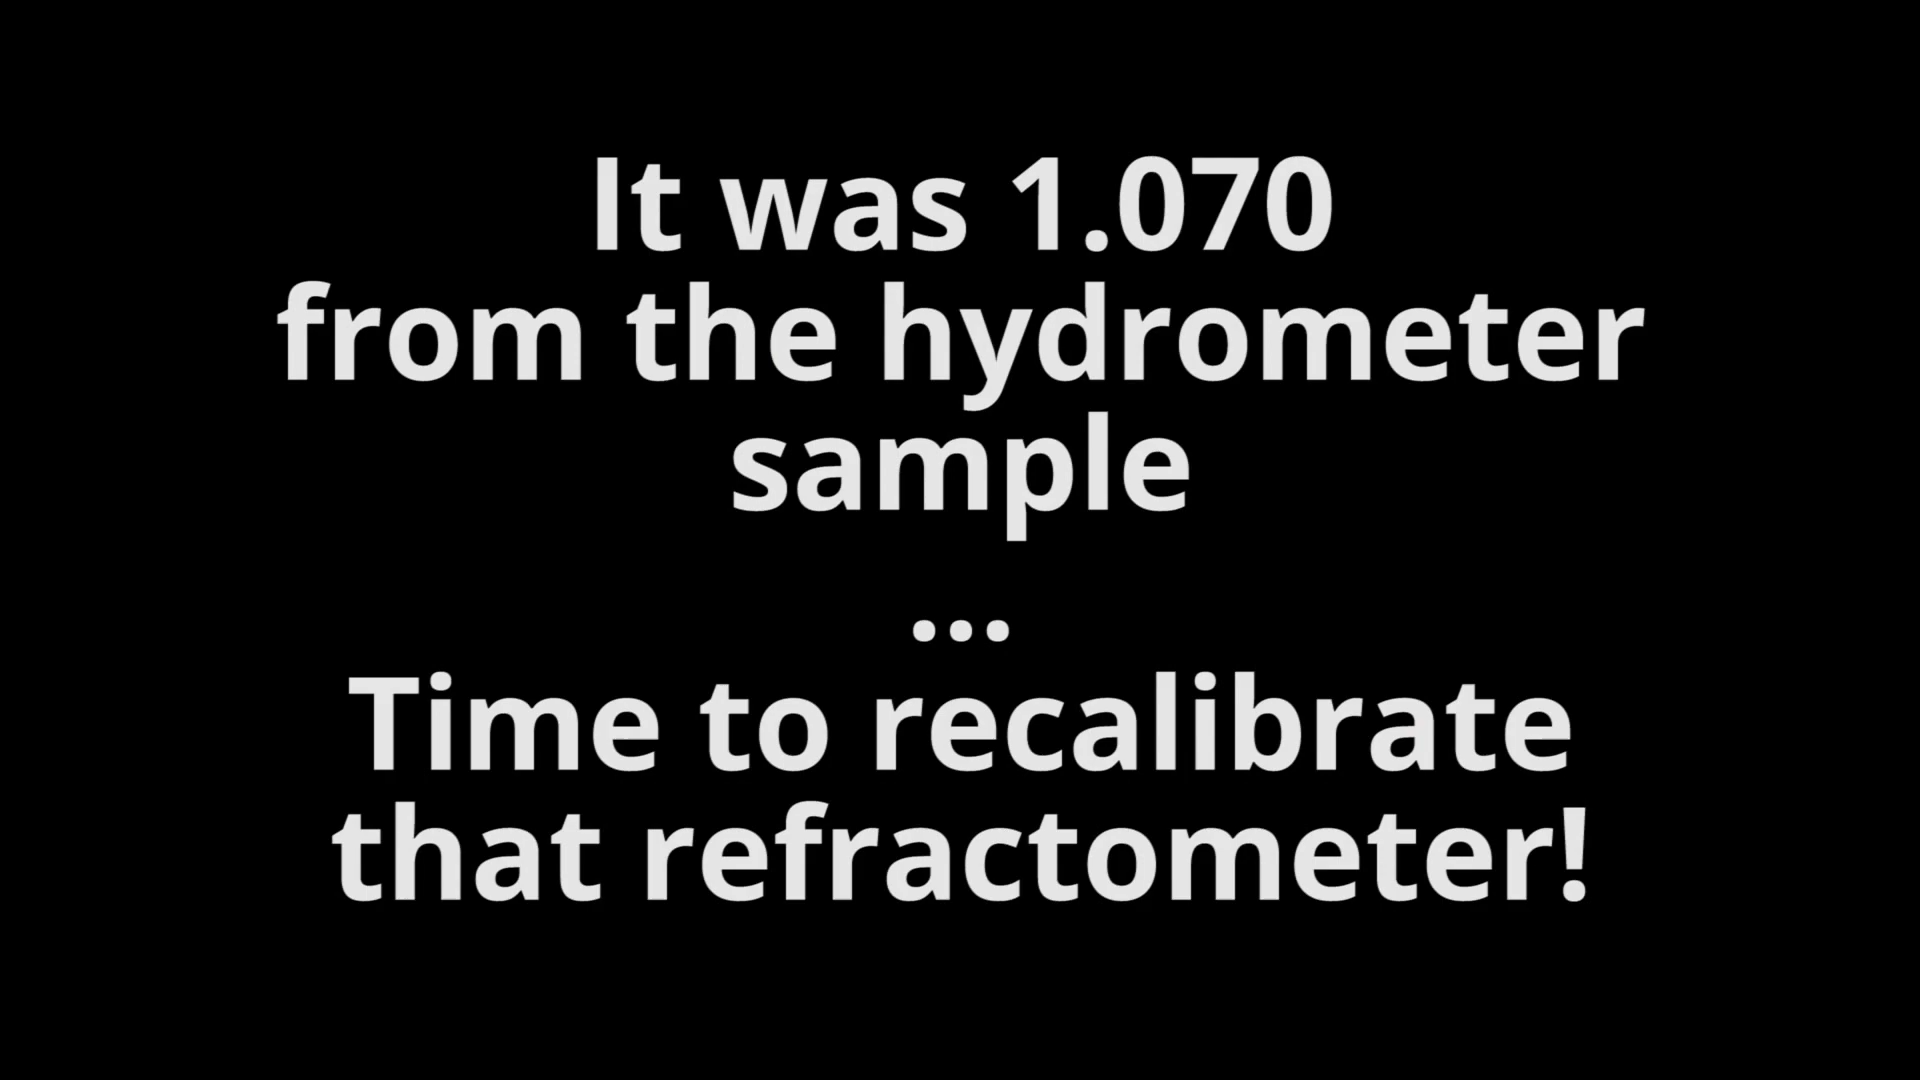 It was 1.070
from the hydrometer
sample
...
Time to recalibrate
that refractometer!